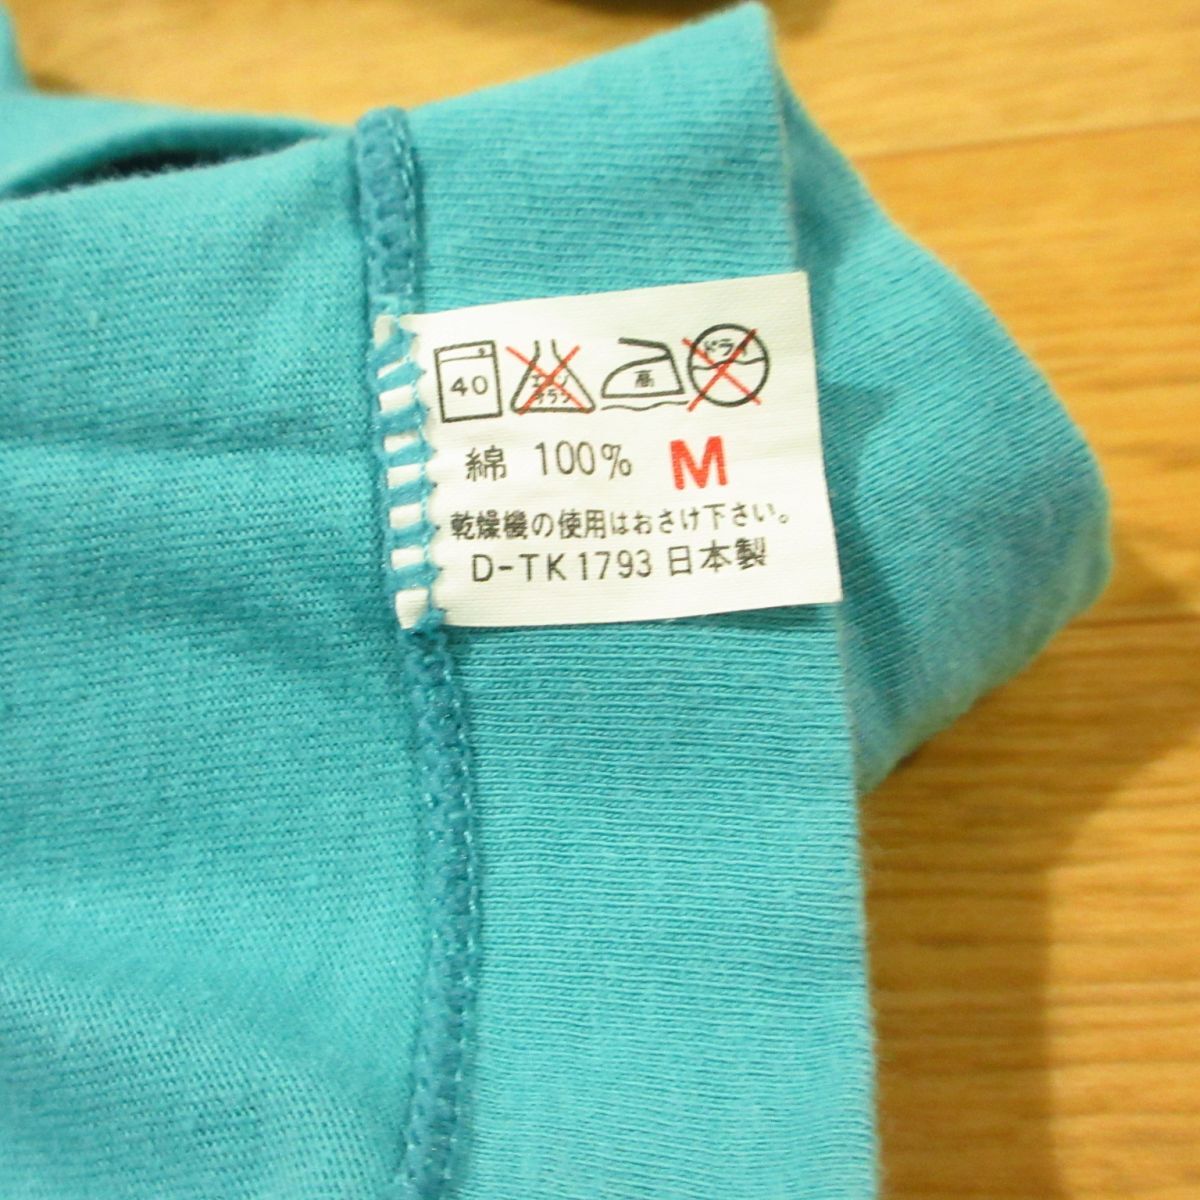 40 エンソ サラシ 高 ドライ
綿 100% M
乾燥機の使用はおさけ下さい。
D-TK1793 日本製